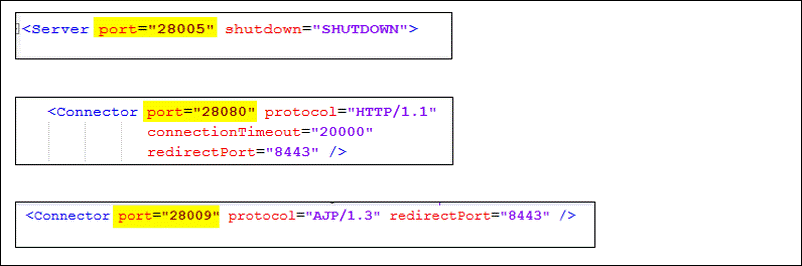 <Server port="28005" shutdown="SHUTDOWN">
<Connector port="28080" protocol="HTTP/1.1"
connectionTimeout="20000"
redirectPort="8443" />
<Connector port="28009" protocol="AJP/1.3" redirectPort="8443" />